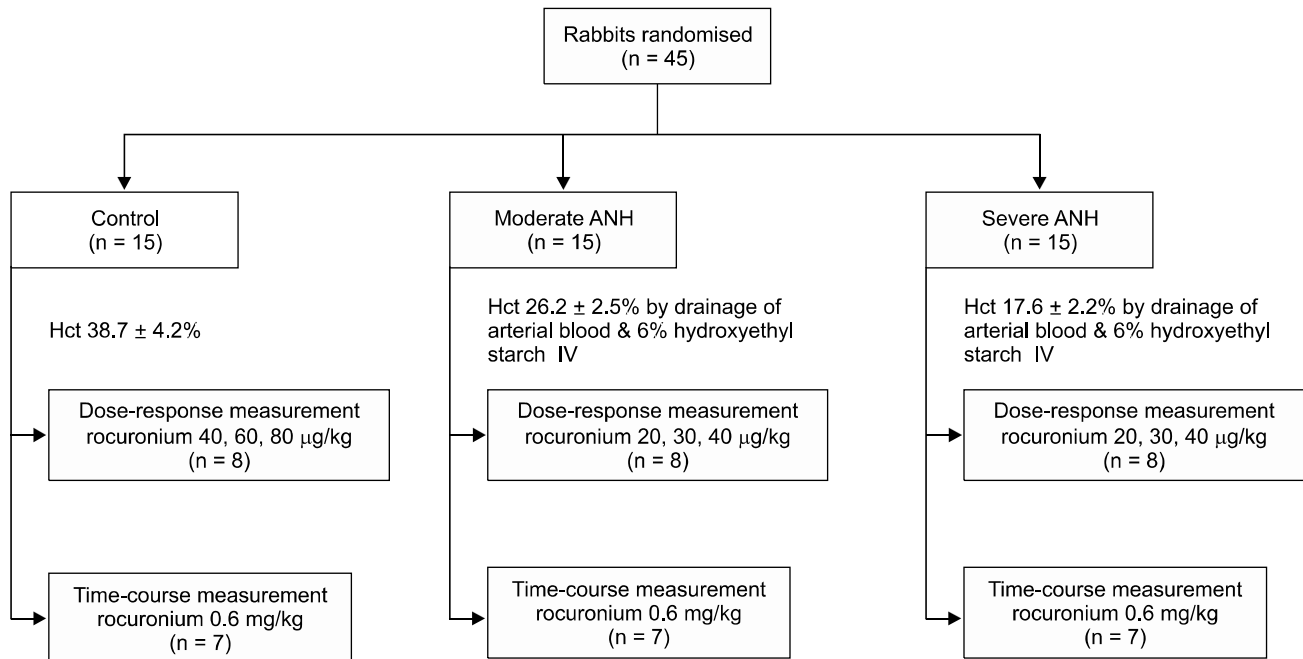 Rabbits randomised
(n = 45)
Control
(n = 15)
Moderate ANH
(n = 15)
Severe ANH
(n = 15)
Hct 38.7 ± 4.2%
Hct 26.2 ± 2.5% by drainage of
arterial blood & 6% hydroxyethyl
starch IV
Hct 17.6 ± 2.2% by drainage of
arterial blood & 6% hydroxyethyl
starch IV
Dose-response measurement
rocuronium 40, 60, 80 μg/kg
(n = 8)
Dose-response measurement
rocuronium 20, 30, 40 μg/kg
(n = 8)
Dose-response measurement
rocuronium 20, 30, 40 μg/kg
(n = 8)
Time-course measurement
rocuronium 0.6 mg/kg
(n = 7)
Time-course measurement
rocuronium 0.6 mg/kg
(n = 7)
Time-course measurement
rocuronium 0.6 mg/kg
(n = 7)